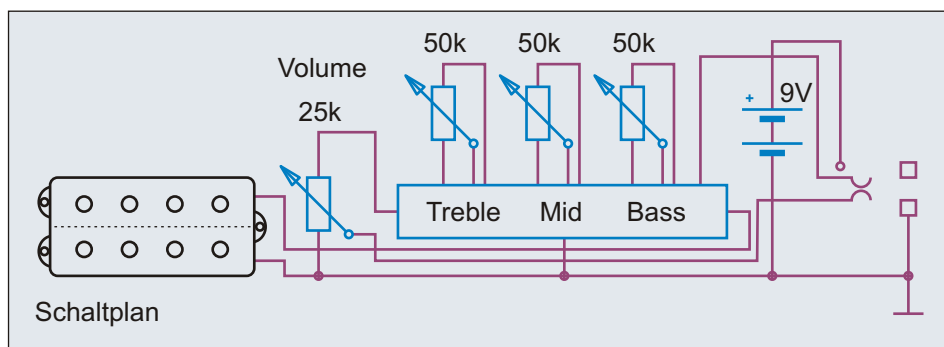 50k 50k 50k
Volume
25k
+ 9V
Treble Mid Bass
Schaltplan